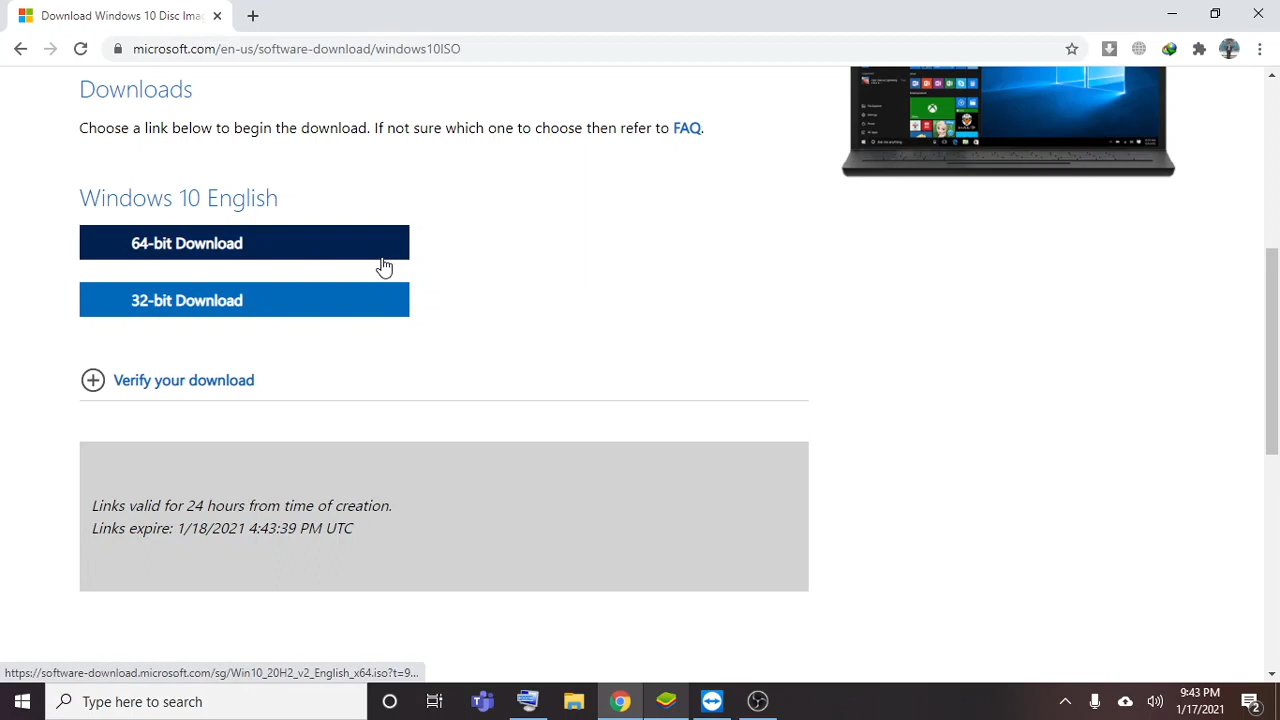 Download Windows 10 Disc Imag
microsoft.com/en-us/software-download/windows10ISO
Downloads
Choose a link below to begin the download. If not sure which one to choose then refer to FAQ.
Windows 10 English
64-bit Download
32-bit Download
Verify your download
Links valid for 24 hours from time of creation.
Links expire: 1/18/2021 4:43:39 PM UTC
https://software-download.microsoft.com/sg/Win10_20H2_v2_English_x64.iso?t=9...
Type here to search
9:43 PM
1/17/2021
2